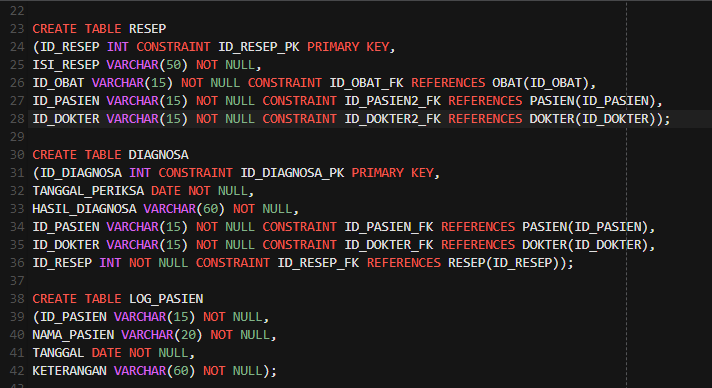 22
23 CREATE TABLE RESEP
24 (ID_RESEP INT CONSTRAINT ID_RESEP_PK PRIMARY KEY,
25 ISI_RESEP VARCHAR(50) NOT NULL,
26 ID_OBAT VARCHAR(15) NOT NULL CONSTRAINT ID_OBAT_FK REFERENCES OBAT(ID_OBAT),
27 ID_PASIEN VARCHAR(15) NOT NULL CONSTRAINT ID_PASIEN2_FK REFERENCES PASIEN(ID_PASIEN),
28 ID_DOKTER VARCHAR(15) NOT NULL CONSTRAINT ID_DOKTER2_FK REFERENCES DOKTER(ID_DOKTER));
29
30 CREATE TABLE DIAGNOSA
31 (ID_DIAGNOSA INT CONSTRAINT ID_DIAGNOSA_PK PRIMARY KEY,
32 TANGGAL_PERIKSA DATE NOT NULL,
33 HASIL_DIAGNOSA VARCHAR(60) NOT NULL,
34 ID_PASIEN VARCHAR(15) NOT NULL CONSTRAINT ID_PASIEN_FK REFERENCES PASIEN(ID_PASIEN),
35 ID_DOKTER VARCHAR(15) NOT NULL CONSTRAINT ID_DOKTER_FK REFERENCES DOKTER(ID_DOKTER),
36 ID_RESEP INT NOT NULL CONSTRAINT ID_RESEP_FK REFERENCES RESEP(ID_RESEP));
37
38 CREATE TABLE LOG_PASIEN
39 (ID_PASIEN VARCHAR(15) NOT NULL,
40 NAMA_PASIEN VARCHAR(20) NOT NULL,
41 TANGGAL DATE NOT NULL,
42 KETERANGAN VARCHAR(60) NOT NULL);